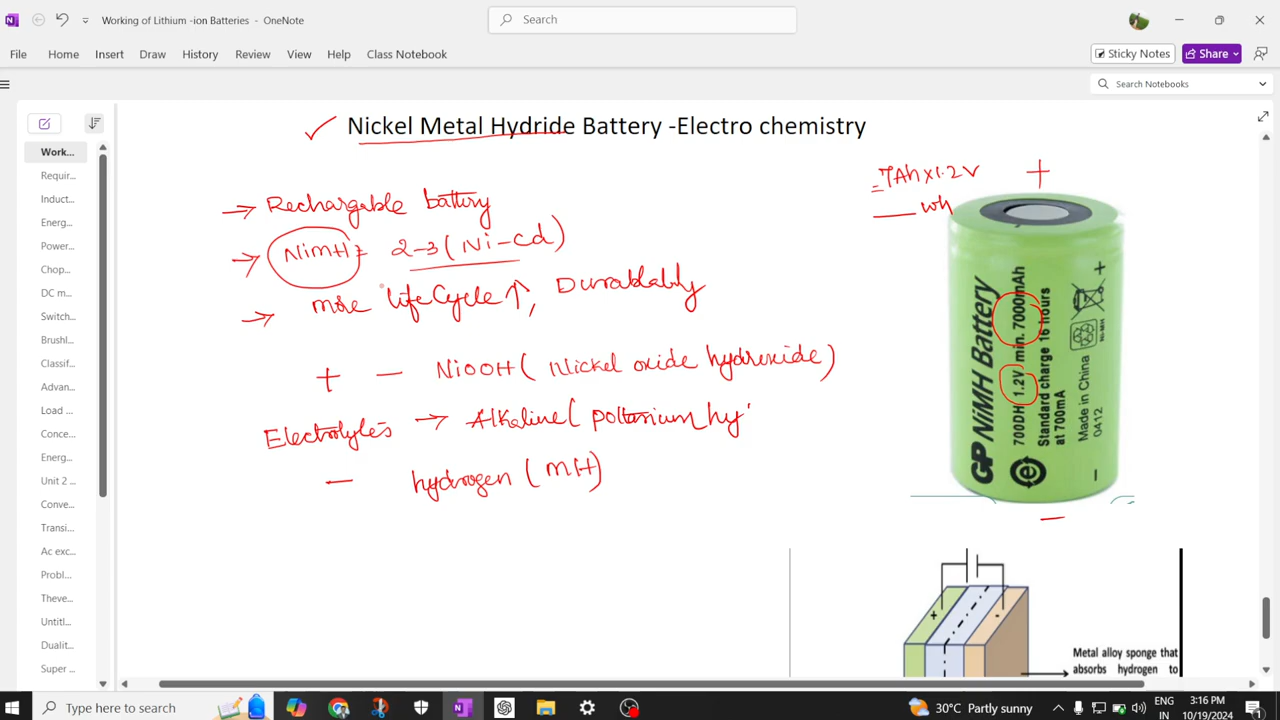 Working of Lithium -ion Batteries - OneNote
Search
File Home Insert Draw History Review View Help Class Notebook
Sticky Notes
Share
Search Notebooks
Work...
Requir...
Induct...
Energ...
Power...
Chop...
DC m...
Switc...
Brushl...
Classif...
Advan...
Load ...
Conce...
Energ...
Unit 2 ...
Conve...
Transi...
Ac exc...
Probl...
Theve...
Untitl...
Dualit...
Super ...
✓ Nickel Metal Hydride Battery -Electro chemistry
→ Rechargable battery
→ NimH = 2-3 (Ni-Cd)
→ more lifeCycle ↑, Durablably
+ — NiOOH ( Nickel oxide hydroxide )
Electrolytes → Alkaline ( potassium hy
— hydrogen ( MH )
= 7Ah x 1.2V
___ wh
+
GP NiMH Battery
700DH 1.2V min. 7000mAh
Standard charge 16 hours
at 700mA
Made in China
0412
Ni-MH
+
-
—
+
-
Metal alloy sponge that
absorbs hydrogen to
Type here to search
30°C Partly sunny
ENG
IN
3:16 PM
10/19/2024